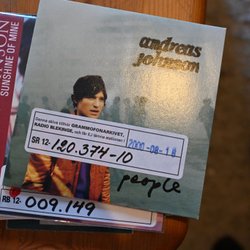 andreas
johnson
SUNSHINE OF MINE
Denna skiva tillhör GRAMMOFONARKIVET,
RADIO BLEKINGE, och får EJ lånas
SR 12- 120.374-10
2000-08-18
people
RB 12- 009.149